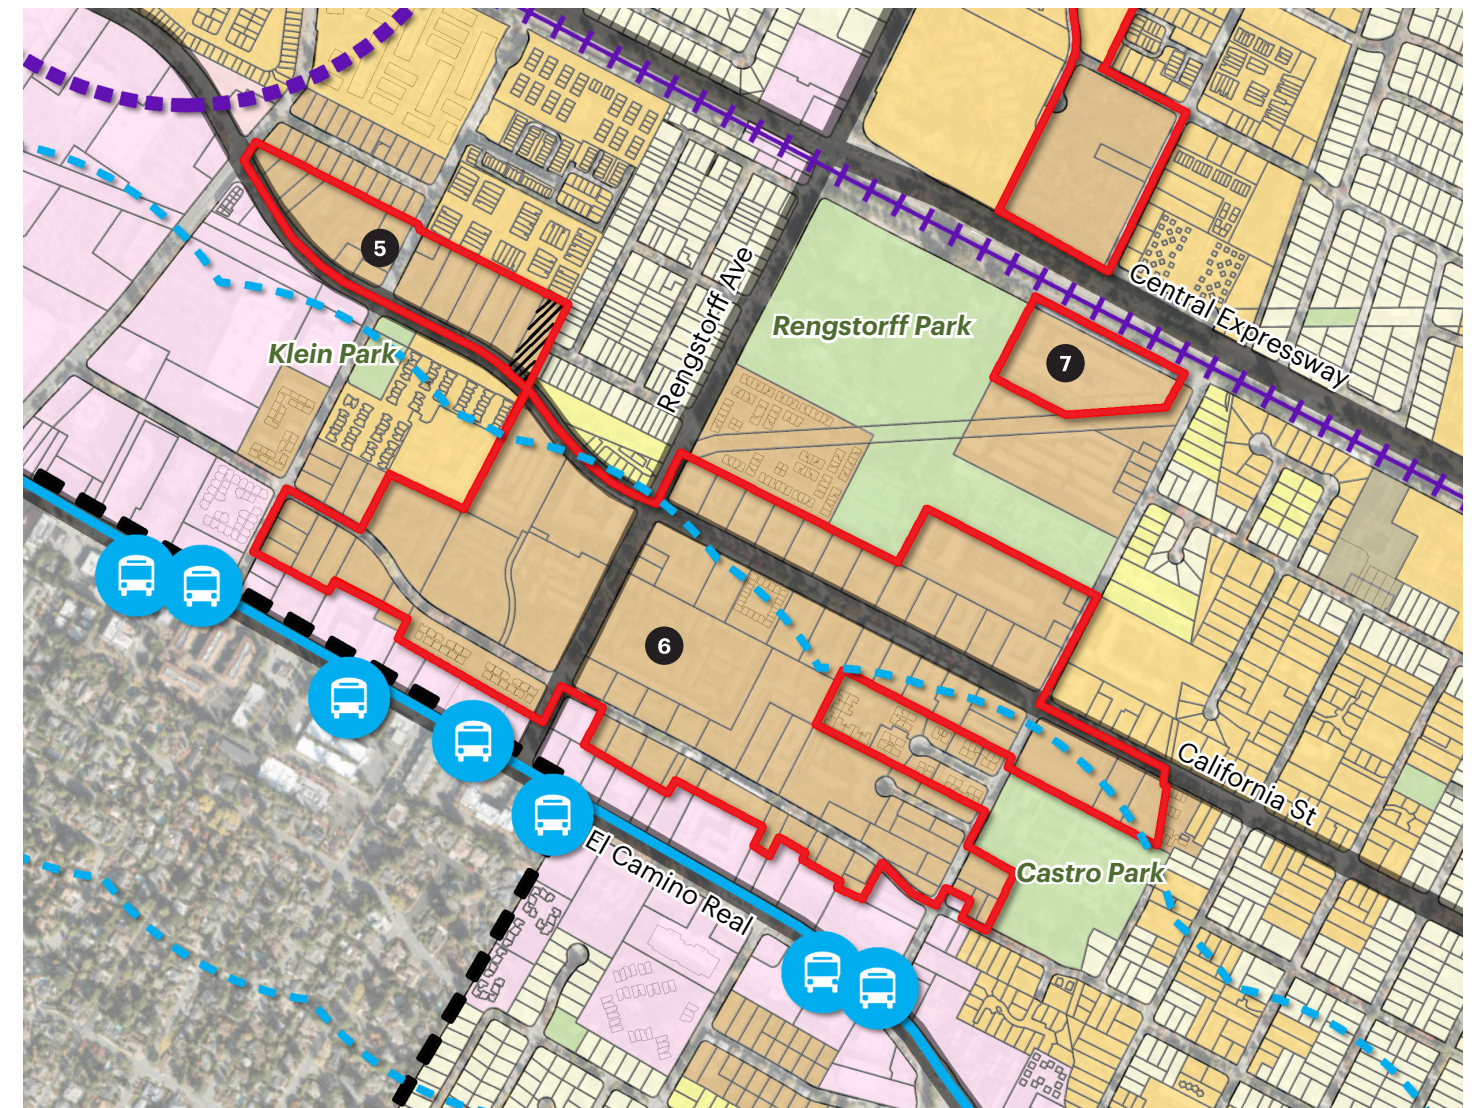 5
Rengstorff Ave
Rengstorff Park
Central Expressway
Klein Park
7
6
California St
El Camino Real
Castro Park